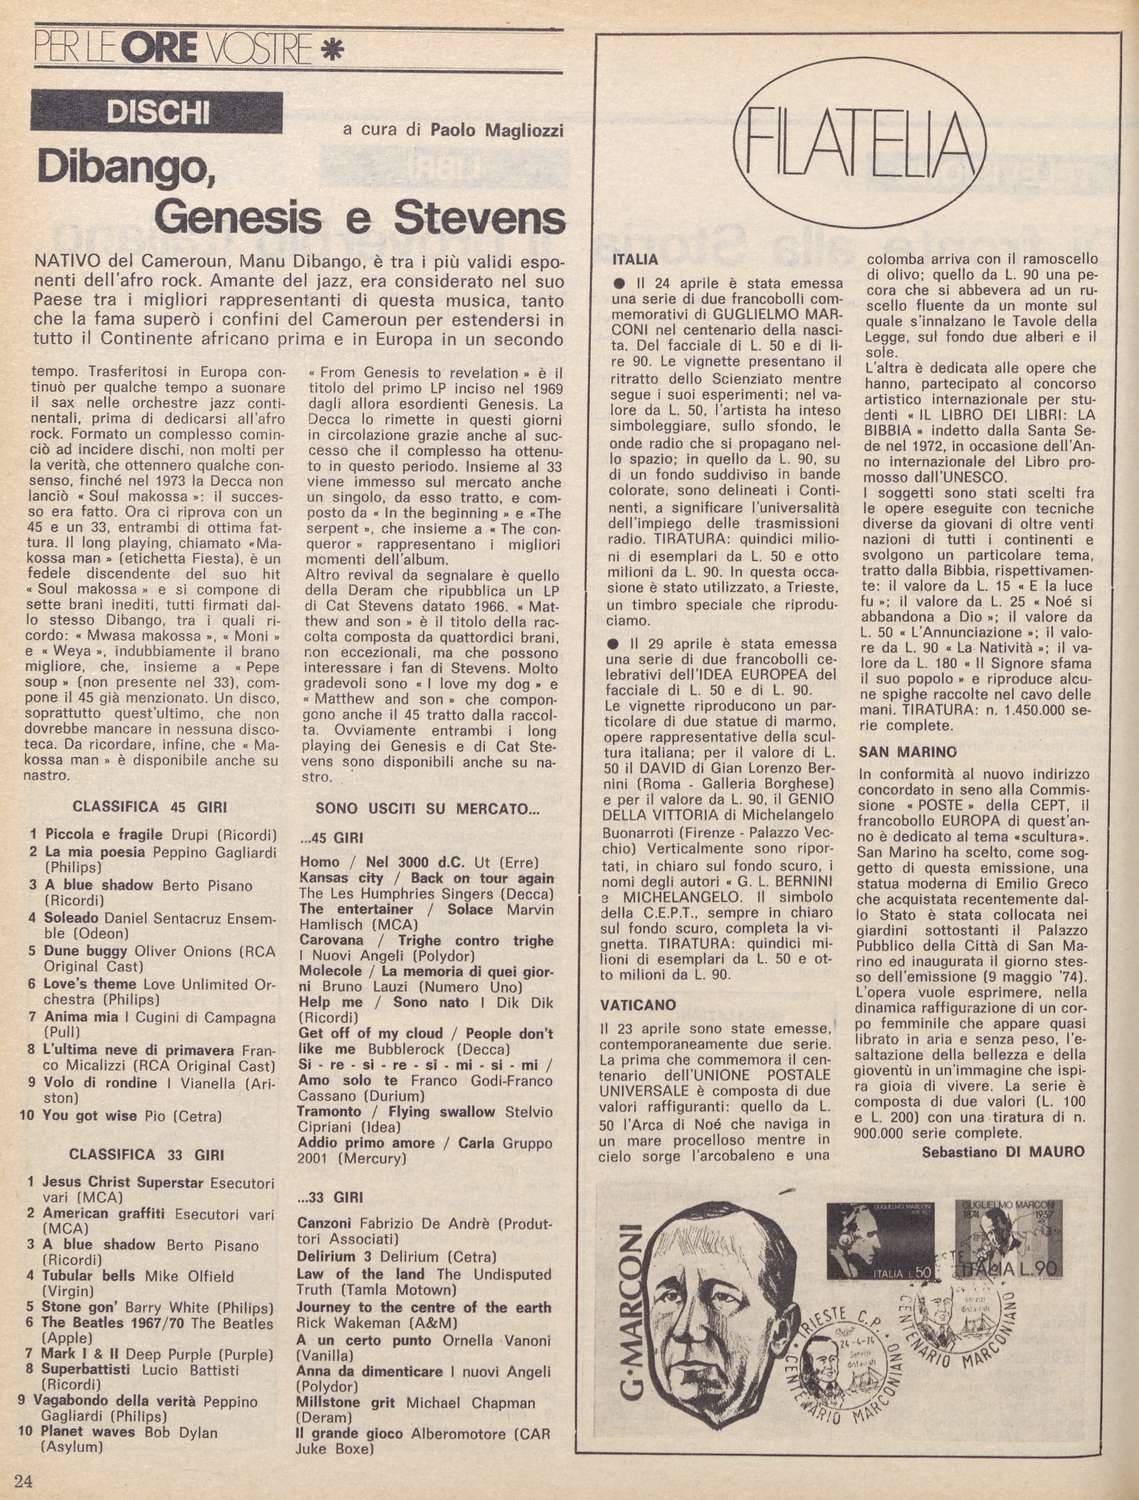 PER LE ORE VOSTRE *
DISCHI
a cura di Paolo Magliozzi
Dibango,
Genesis e Stevens
NATIVO del Cameroun, Manu Dibango, è tra i più validi espo-
nenti dell'afro rock. Amante del jazz, era considerato nel suo
Paese tra i migliori rappresentanti di questa musica, tanto
che la fama superò i confini del Cameroun per estendersi in
tutto il Continente africano prima e in Europa in un secondo
tempo. Trasferitosi in Europa con-
tinuò per qualche tempo a suonare
il sax nelle orchestre jazz conti-
nentali, prima di dedicarsi all'afro
rock. Formato un complesso comin-
ciò ad incidere dischi, non molti per
la verità, che ottennero qualche con-
senso, finché nel 1973 la Decca non
lanciò « Soul makossa »: il succes-
so era fatto. Ora ci riprova con un
45 e un 33, entrambi di ottima fat-
tura. Il long playing, chiamato «Ma-
kossa man» (etichetta Fiesta), è un
fedele discendente del suo hit
« Soul makossa » e si compone di
sette brani inediti, tutti firmati dal-
lo stesso Dibango, tra i quali ri-
cordo: « Mwasa makossa », « Moni »
e « Weya », indubbiamente il brano
migliore, che, insieme a « Pepe
soup » (non presente nel 33), com-
pone il 45 già menzionato. Un disco,
soprattutto quest'ultimo, che non
dovrebbe mancare in nessuna disco-
teca. Da ricordare, infine, che « Ma-
kossa man » è disponibile anche su
nastro.
« From Genesis to revelation » è il
titolo del primo LP inciso nel 1969
dagli allora esordienti Genesis. La
Decca lo rimette in questi giorni
in circolazione grazie anche al suc-
cesso che il complesso ha ottenu-
to in questo periodo. Insieme al 33
viene immesso sul mercato anche
un singolo, da esso tratto, e com-
posto da « In the beginning » e «The
serpent », che insieme a « The con-
queror » rappresentano i migliori
momenti dell'album.
Altro revival da segnalare è quello
della Deram che ripubblica un LP
di Cat Stevens datato 1966. « Mat-
thew and son » è il titolo della rac-
colta composta da quattordici brani,
non eccezionali, ma che possono
interessare i fan di Stevens. Molto
gradevoli sono « I love my dog » e
« Matthew and son » che compon-
gono anche il 45 tratto dalla raccol-
ta. Ovviamente entrambi i long
playing dei Genesis e di Cat Ste-
vens sono disponibili anche su na-
stro.
CLASSIFICA 45 GIRI
1 Piccola e fragile Drupi (Ricordi)
2 La mia poesia Peppino Gagliardi
(Philips)
3 A blue shadow Berto Pisano
(Ricordi)
4 Soleado Daniel Sentacruz Ensem-
ble (Odeon)
5 Dune buggy Oliver Onions (RCA
Original Cast)
6 Love's theme Love Unlimited Or-
chestra (Philips)
7 Anima mia I Cugini di Campagna
(Pull)
8 L'ultima neve di primavera Fran-
co Micalizzi (RCA Original Cast)
9 Volo di rondine I Vianella (Ari-
ston)
10 You got wise Pio (Cetra)
CLASSIFICA 33 GIRI
1 Jesus Christ Superstar Esecutori
vari (MCA)
2 American graffiti Esecutori vari
(MCA)
3 A blue shadow Berto Pisano
(Ricordi)
4 Tubular bells Mike Olfield
(Virgin)
5 Stone gon' Barry White (Philips)
6 The Beatles 1967/70 The Beatles
(Apple)
7 Mark I & II Deep Purple (Purple)
8 Superbattisti Lucio Battisti
(Ricordi)
9 Vagabondo della verità Peppino
Gagliardi (Philips)
10 Planet waves Bob Dylan
(Asylum)
SONO USCITI SU MERCATO...
...45 GIRI
Homo / Nel 3000 d.C. Ut (Erre)
Kansas city / Back on tour again
The Les Humphries Singers (Decca)
The entertainer / Solace Marvin
Hamlisch (MCA)
Carovana / Trighe contro trighe
I Nuovi Angeli (Polydor)
Molecole / La memoria di quei gior-
ni Bruno Lauzi (Numero Uno)
Help me / Sono nato I Dik Dik
(Ricordi)
Get off of my cloud / People don't
like me Bubblerock (Decca)
Si - re - si - re - si - mi - si - mi /
Amo solo te Franco Godi-Franco
Cassano (Durium)
Tramonto / Flying swallow Stelvio
Cipriani (Idea)
Addio primo amore / Carla Gruppo
2001 (Mercury)
...33 GIRI
Canzoni Fabrizio De Andrè (Produt-
tori Associati)
Delirium 3 Delirium (Cetra)
Law of the land The Undisputed
Truth (Tamla Motown)
Journey to the centre of the earth
Rick Wakeman (A&M)
A un certo punto Ornella Vanoni
(Vanilla)
Anna da dimenticare I nuovi Angeli
(Polydor)
Millstone grit Michael Chapman
(Deram)
Il grande gioco Alberomotore (CAR
Juke Boxe)
24
FILATELIA
ITALIA
● Il 24 aprile è stata emessa
una serie di due francobolli com-
memorativi di GUGLIELMO MAR-
CONI nel centenario della nasci-
ta. Del facciale di L. 50 e di li-
re 90. Le vignette presentano il
ritratto dello Scienziato mentre
segue i suoi esperimenti; nel va-
lore da L. 50, l'artista ha inteso
simboleggiare, sullo sfondo, le
onde radio che si propagano nel-
lo spazio; in quello da L. 90, su
di un fondo suddiviso in bande
colorate, sono delineati i Conti-
nenti, a significare l'universalità
dell'impiego delle trasmissioni
radio. TIRATURA: quindici milio-
ni di esemplari da L. 50 e otto
milioni da L. 90. In questa occa-
sione è stato utilizzato, a Trieste,
un timbro speciale che riprodu-
ciamo.
● Il 29 aprile è stata emessa
una serie di due francobolli ce-
lebrativi dell'IDEA EUROPEA del
facciale di L. 50 e di L. 90.
Le vignette riproducono un par-
ticolare di due statue di marmo,
opere rappresentative della scul-
tura italiana; per il valore di L.
50 il DAVID di Gian Lorenzo Ber-
nini (Roma - Galleria Borghese)
e per il valore da L. 90, il GENIO
DELLA VITTORIA di Michelangelo
Buonarroti (Firenze - Palazzo Vec-
chio) Verticalmente sono ripor-
tati, in chiaro sul fondo scuro, i
nomi degli autori « G. L. BERNINI
e MICHELANGELO. Il simbolo
della C.E.P.T., sempre in chiaro
sul fondo scuro, completa la vi-
gnetta. TIRATURA: quindici mi-
lioni di esemplari da L. 50 e ot-
to milioni da L. 90.
VATICANO
Il 23 aprile sono state emesse,
contemporaneamente due serie.
La prima che commemora il cen-
tenario dell'UNIONE POSTALE
UNIVERSALE è composta di due
valori raffiguranti: quello da L.
50 l'Arca di Noé che naviga in
un mare procelloso mentre in
cielo sorge l'arcobaleno e una
colomba arriva con il ramoscello
di olivo; quello da L. 90 una pe-
cora che si abbevera ad un ru-
scello fluente da un monte sul
quale s'innalzano le Tavole della
Legge, sul fondo due alberi e il
sole.
L'altra è dedicata alle opere che
hanno, partecipato al concorso
artistico internazionale per stu-
denti « IL LIBRO DEI LIBRI: LA
BIBBIA » indetto dalla Santa Se-
de nel 1972, in occasione dell'An-
no internazionale del Libro pro-
mosso dall'UNESCO.
I soggetti sono stati scelti fra
le opere eseguite con tecniche
diverse da giovani di oltre venti
nazioni di tutti i continenti e
svolgono un particolare tema,
tratto dalla Bibbia, rispettivamen-
te: il valore da L. 15 « E la luce
fu »; il valore da L. 25 « Noé si
abbandona a Dio »; il valore da
L. 50 « L'Annunciazione »; il valo-
re da L. 90 « La Natività »; il va-
lore da L. 180 « Il Signore sfama
il suo popolo » e riproduce alcu-
ne spighe raccolte nel cavo delle
mani. TIRATURA: n. 1.450.000 se-
rie complete.
SAN MARINO
In conformità al nuovo indirizzo
concordato in seno alla Commis-
sione « POSTE » della CEPT, il
francobollo EUROPA di quest'an-
no è dedicato al tema «scultura».
San Marino ha scelto, come sog-
getto di questa emissione, una
statua moderna di Emilio Greco
che acquistata recentemente dal-
lo Stato è stata collocata nei
giardini sottostanti il Palazzo
Pubblico della Città di San Ma-
rino ed inaugurata il giorno stes-
so dell'emissione (9 maggio '74).
L'opera vuole esprimere, nella
dinamica raffigurazione di un cor-
po femminile che appare quasi
librato in aria e senza peso, l'e-
saltazione della bellezza e della
gioventù in un'immagine che ispi-
ra gioia di vivere. La serie è
composta di due valori (L. 100
e L. 200) con una tiratura di n.
900.000 serie complete.
Sebastiano DI MAURO
G·MARCONI
GUGLIELMO MARCONI
ITALIA L.50
GUGLIELMO MARCONI
1874 1937
ITALIA L.90
TRIESTE C.P.
24-4-74
CENTENARIO MARCONIANO
CENTENARIO MARCONIANO